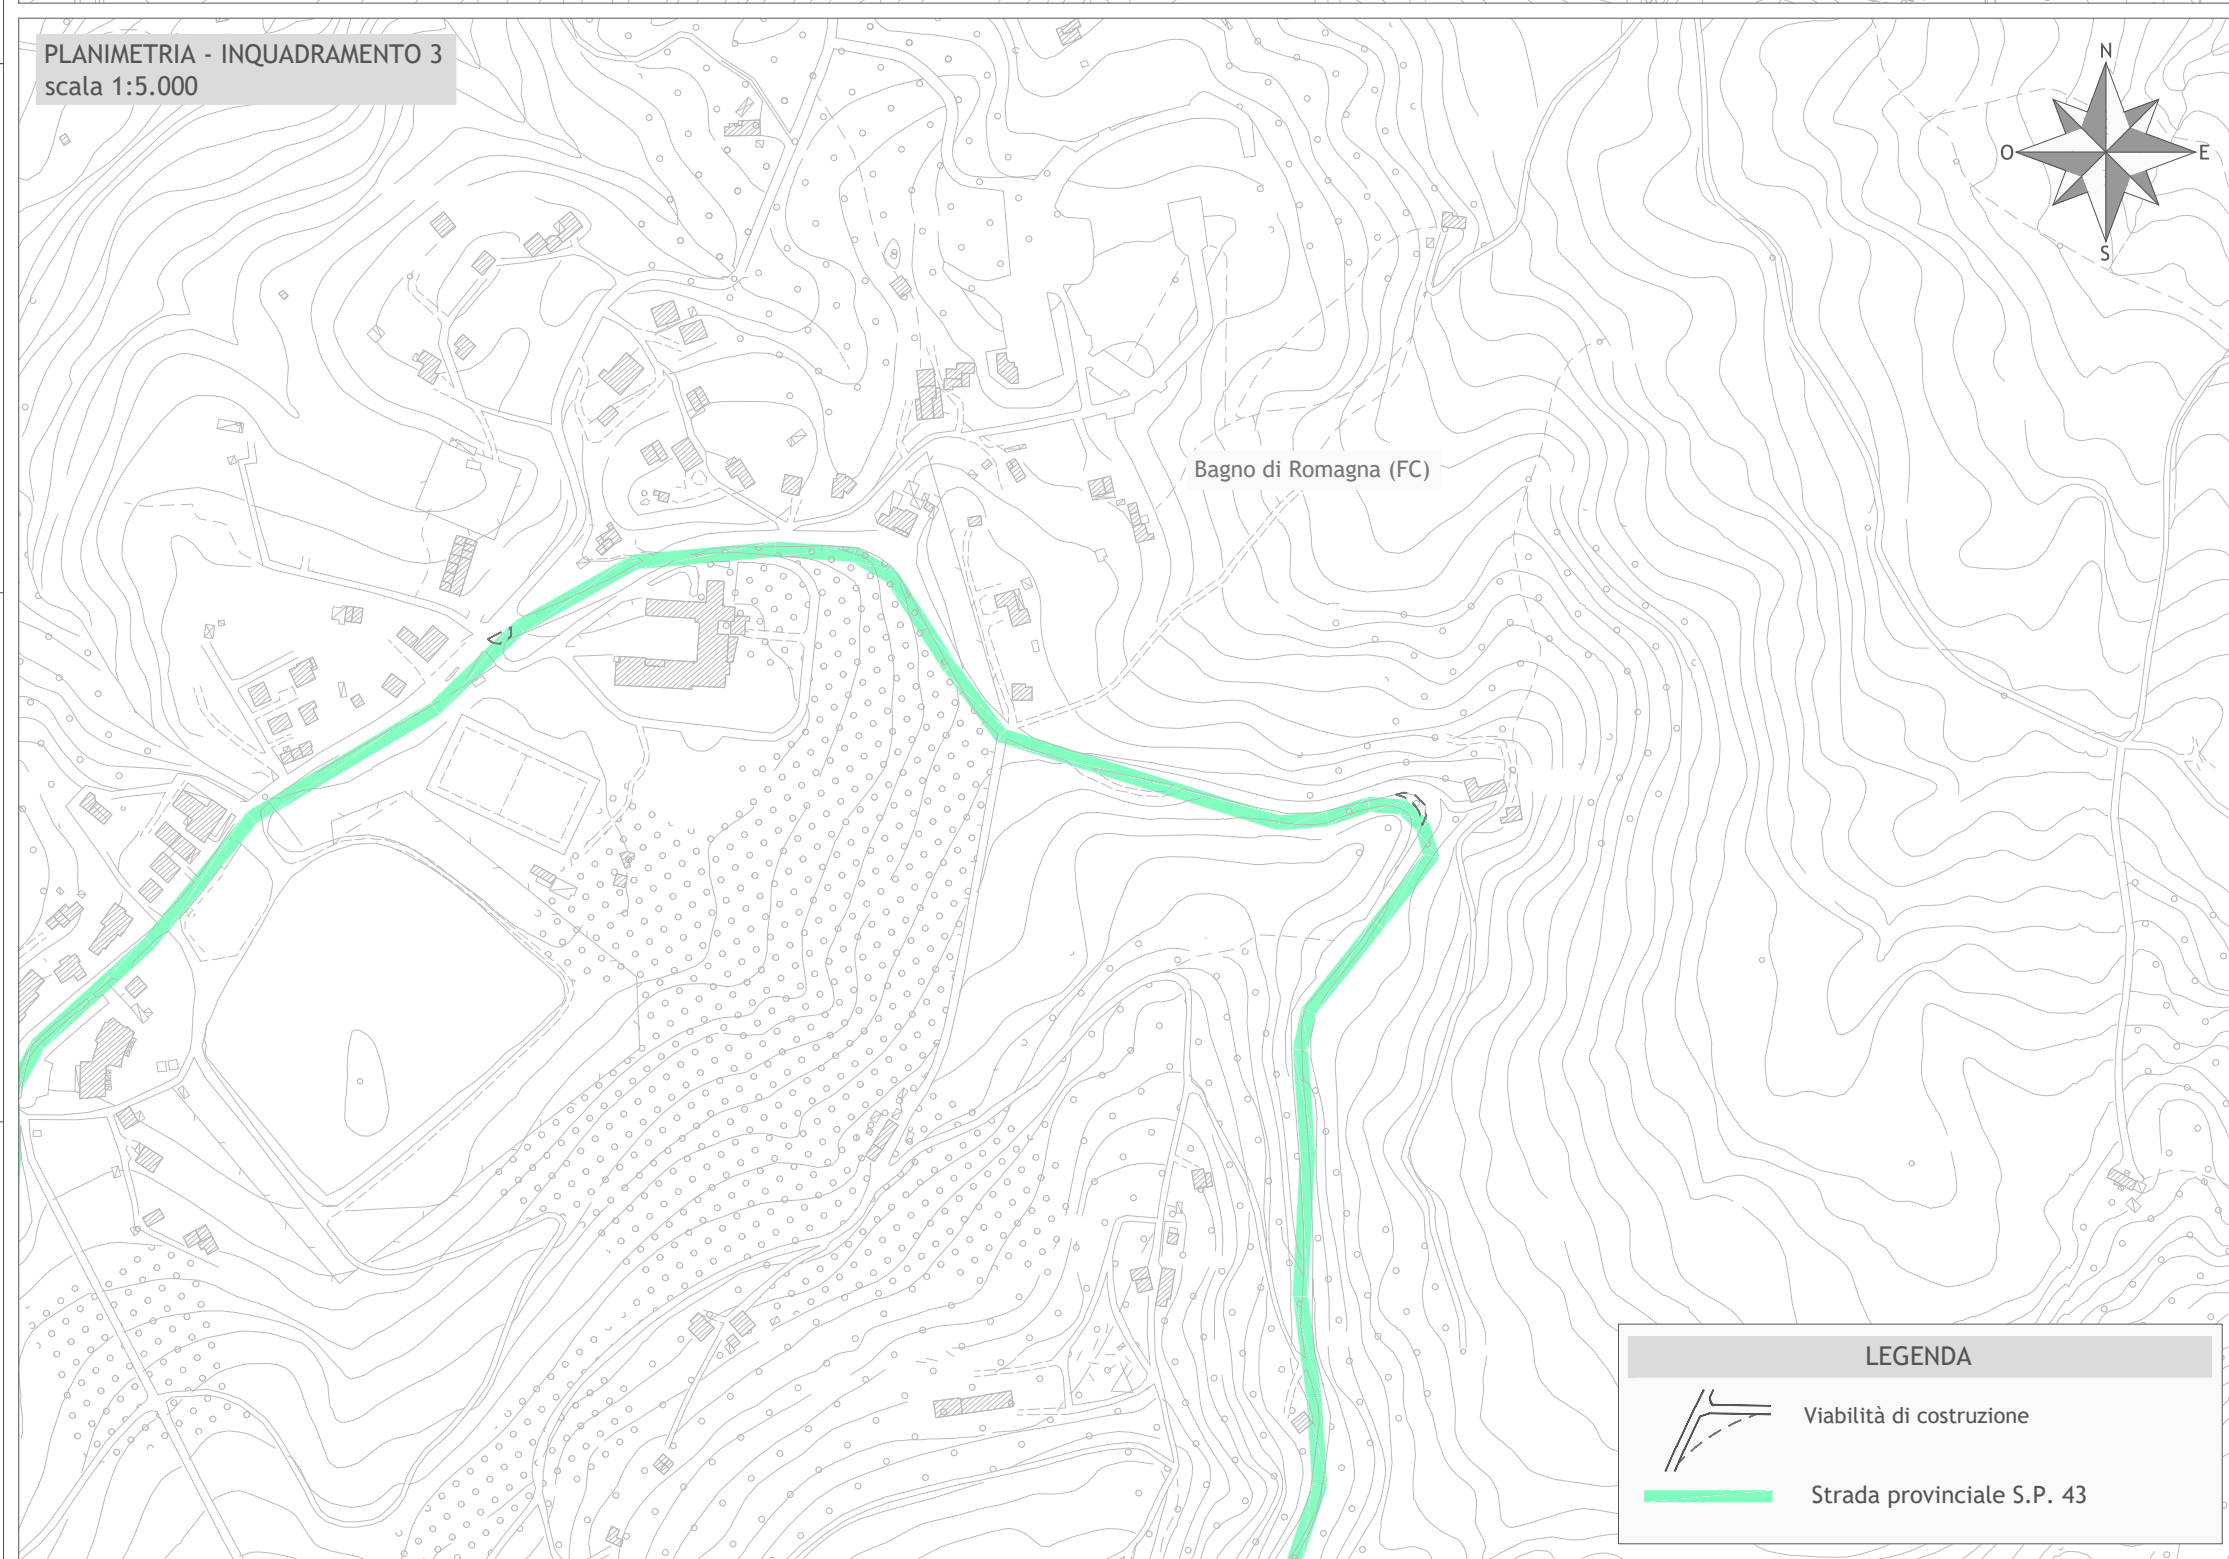 PLANIMETRIA - INQUADRAMENTO 3
scala 1:5.000
N
O
E
S
Bagno di Romagna (FC)
LEGENDA
Viabilità di costruzione
Strada provinciale S.P. 43